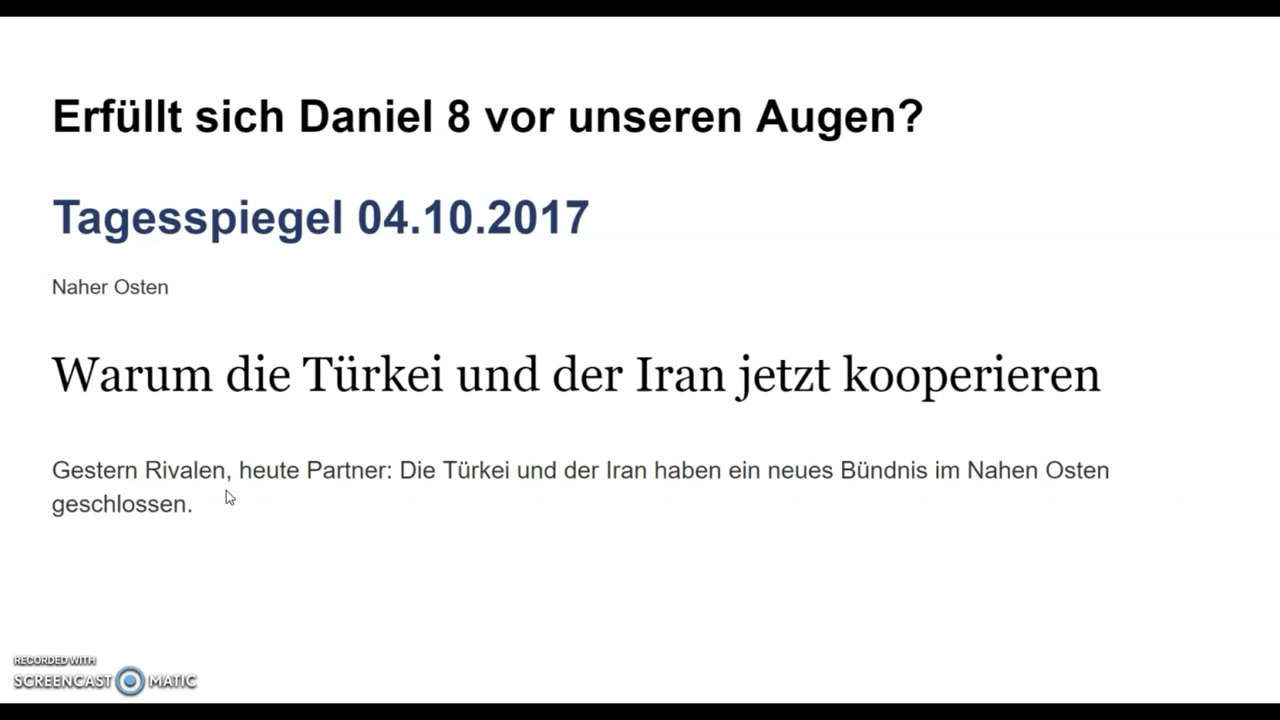 Erfüllt sich Daniel 8 vor unseren Augen?
Tagesspiegel 04.10.2017
Naher Osten
Warum die Türkei und der Iran jetzt kooperieren
Gestern Rivalen, heute Partner: Die Türkei und der Iran haben ein neues Bündnis im Nahen Osten
geschlossen.
RECORDED WITH
SCREENCAST MATIC